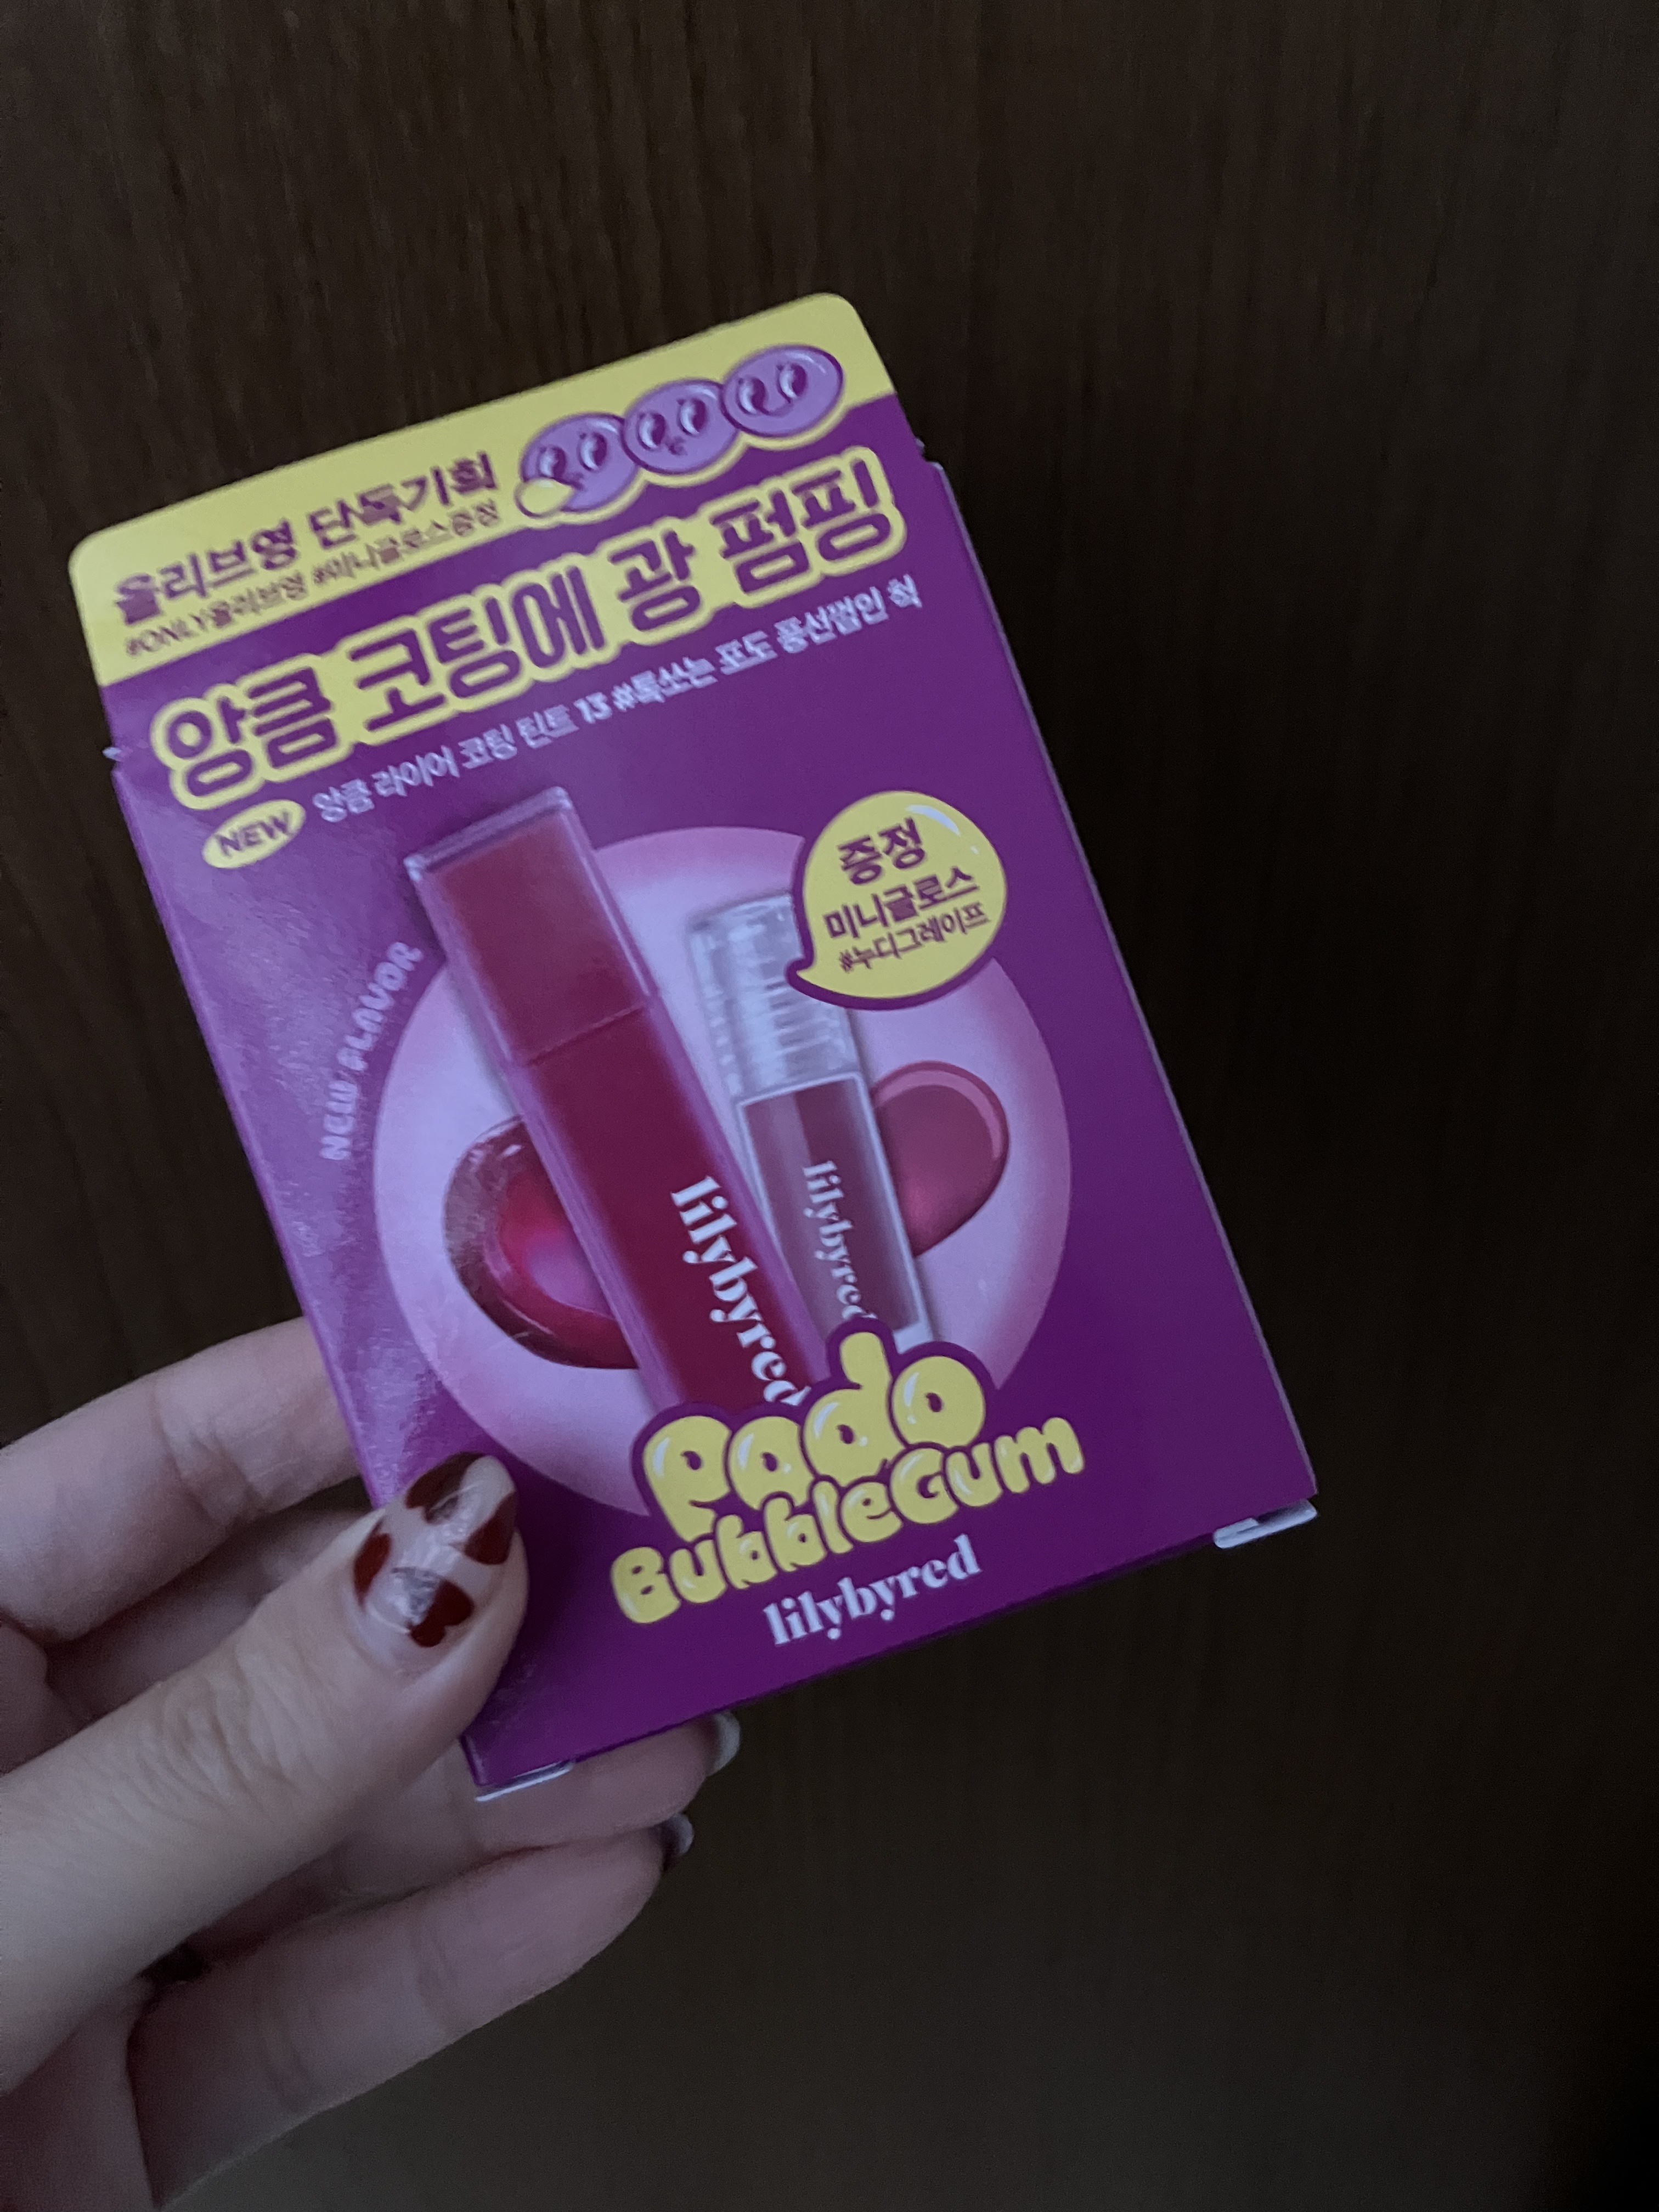 올리브영 단독기획
#ONLY올리브영 #미니글로스증정
앙큼 코팅에 광 펌핑
NEW 앙큼 라이어 코팅 틴트 13 #톡쏘는 포도 풍선껌인 척
증정
미니글로스
#누디그레이프
NEW FLAVOR
lilybyred
lilybyred
Pado
BubbleGum
lilybyred